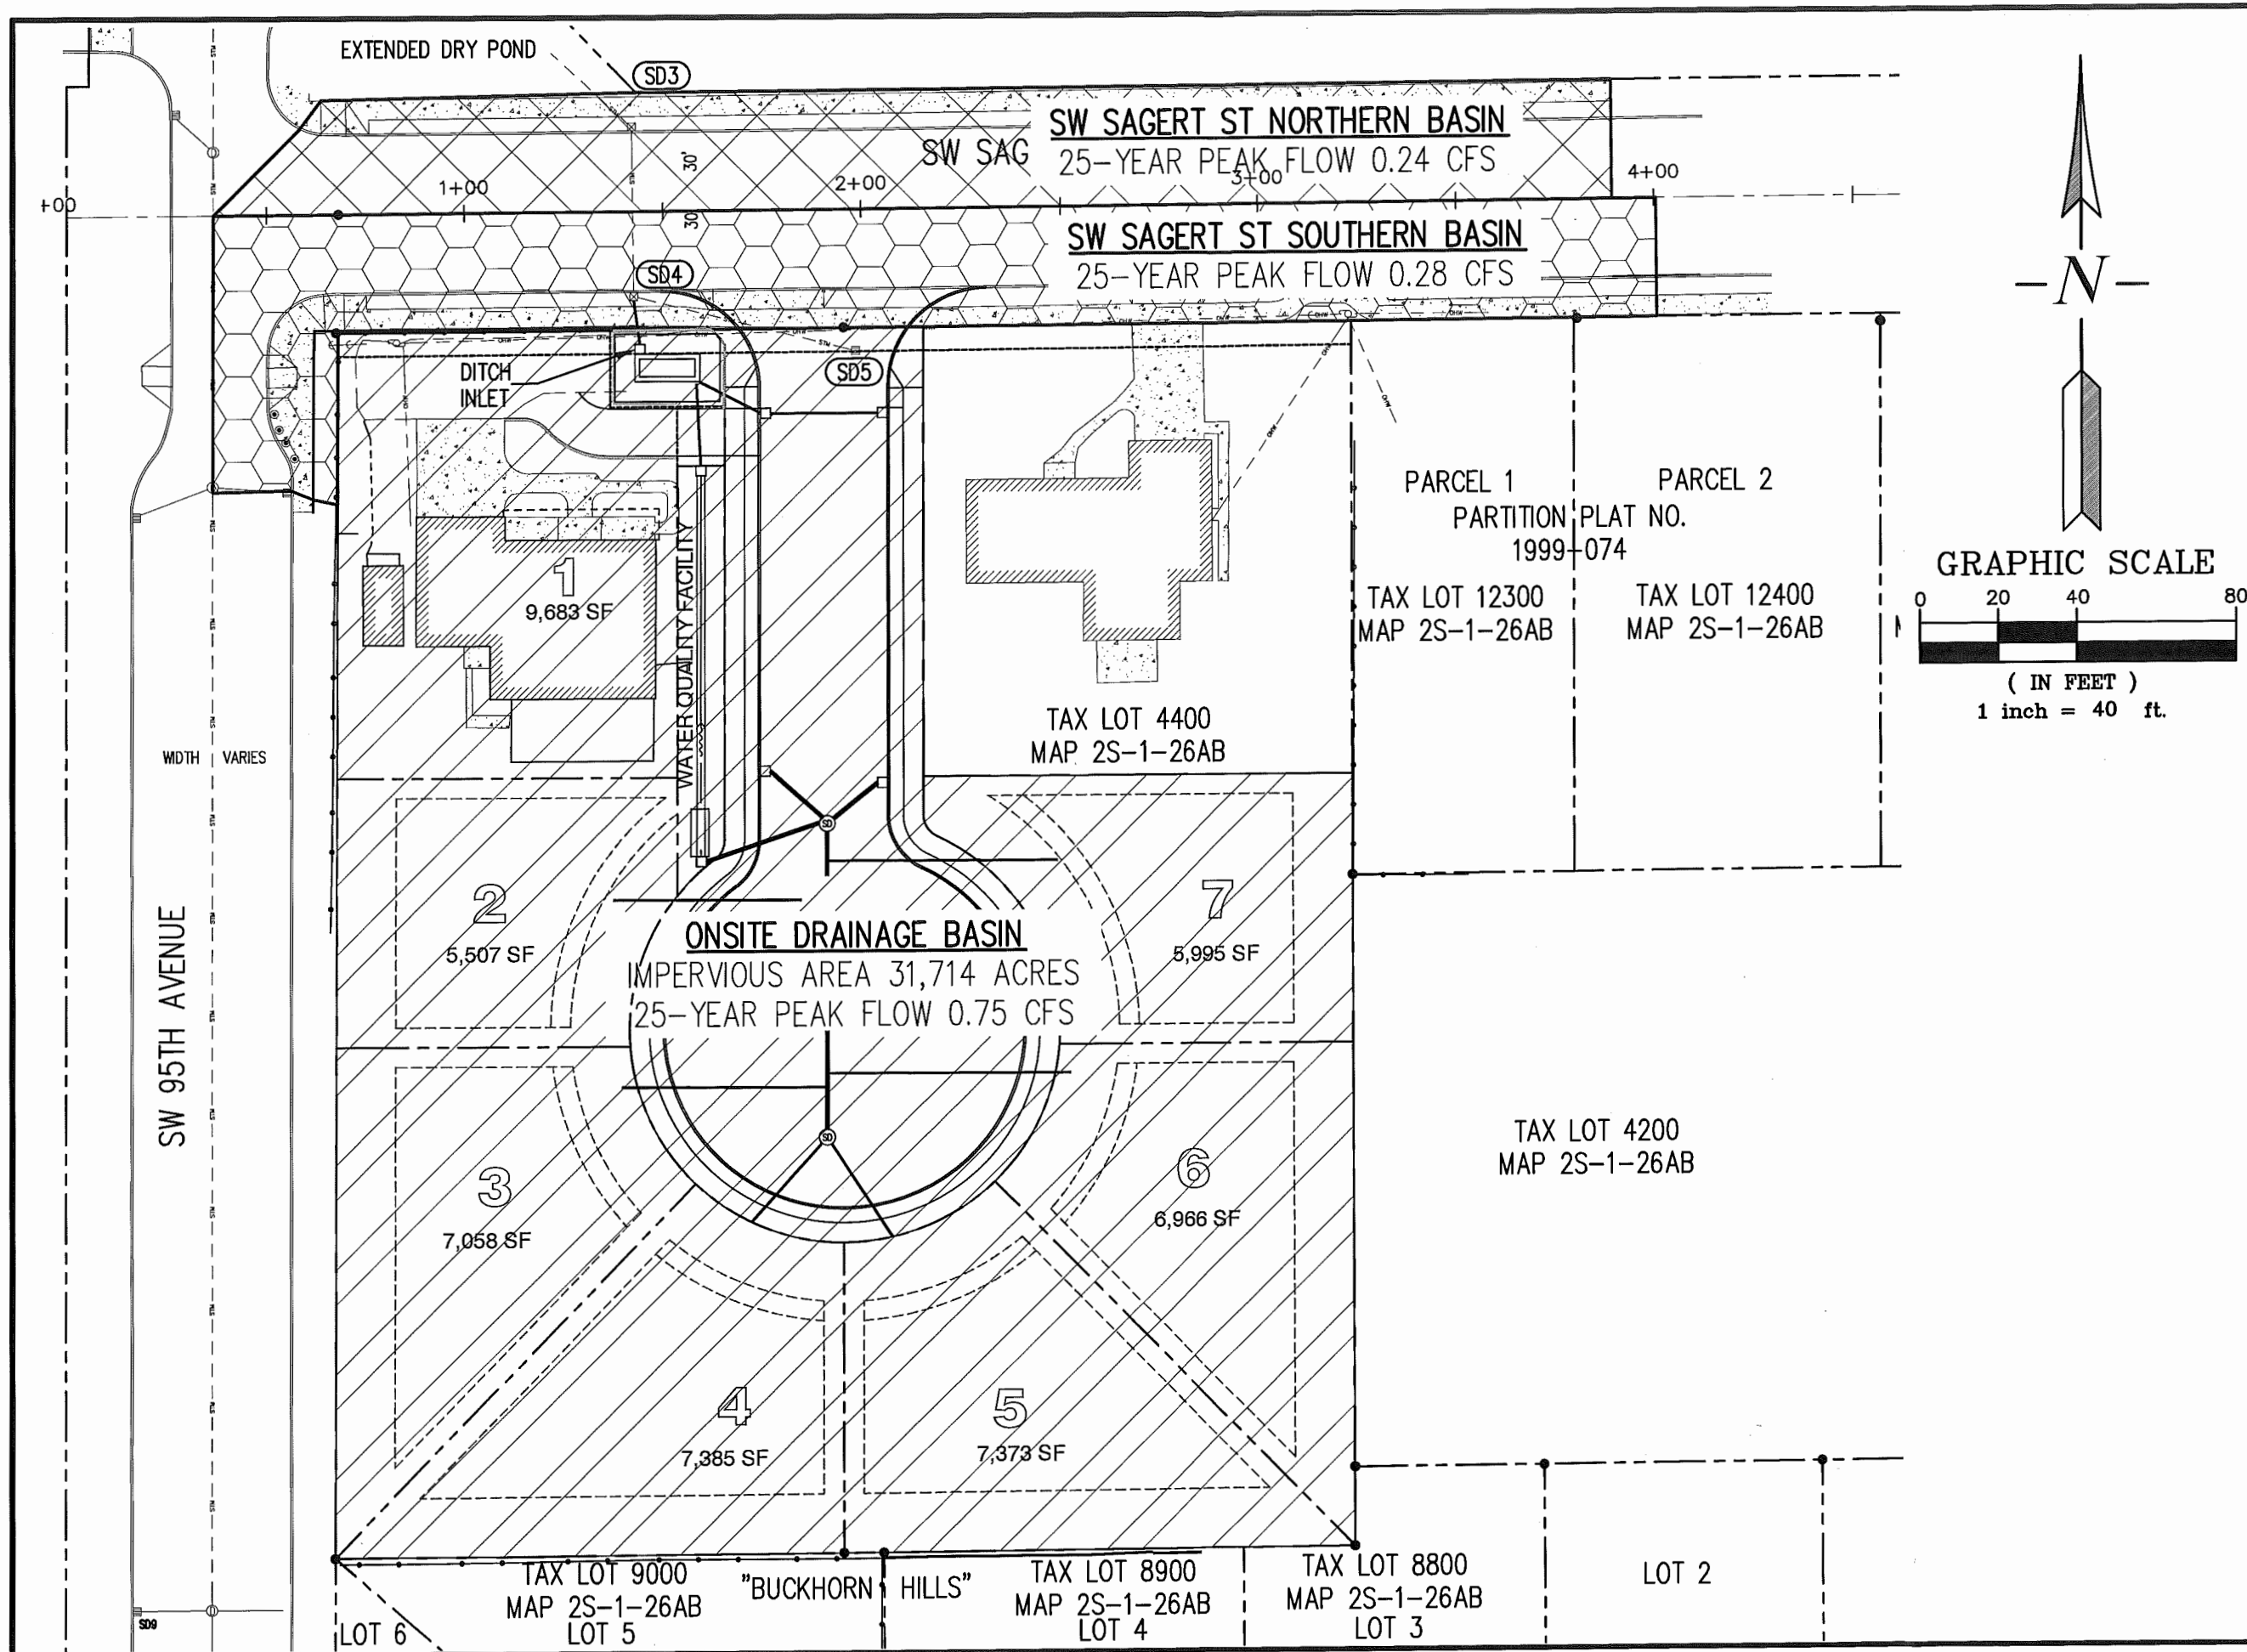 EXTENDED DRY POND
SD3
SW SAGERT ST NORTHERN BASIN
SW SAG
25-YEAR PEAK FLOW 0.24 CFS
30'
+00
1+00
2+00
3+00
4+00
30'
SW SAGERT ST SOUTHERN BASIN
25-YEAR PEAK FLOW 0.28 CFS
SD4
SD5
DITCH
INLET
-N-
GRAPHIC SCALE
0 20 40 80
( IN FEET )
1 inch = 40 ft.
PARCEL 1
PARCEL 2
PARTITION PLAT NO.
1999-074
TAX LOT 12300
MAP 2S-1-26AB
TAX LOT 12400
MAP 2S-1-26AB
1
9,683 SF
WATER QUALITY FACILITY
TAX LOT 4400
MAP 2S-1-26AB
WIDTH VARIES
SW 95TH AVENUE
SD
2
5,507 SF
7
5,995 SF
ONSITE DRAINAGE BASIN
IMPERVIOUS AREA 31,714 ACRES
25-YEAR PEAK FLOW 0.75 CFS
SD
3
7,058 SF
6
6,966 SF
TAX LOT 4200
MAP 2S-1-26AB
4
7,385 SF
5
7,373 SF
TAX LOT 9000
MAP 2S-1-26AB
LOT 5
"BUCKHORN HILLS"
TAX LOT 8900
MAP 2S-1-26AB
LOT 4
TAX LOT 8800
MAP 2S-1-26AB
LOT 3
LOT 2
LOT 6
SD9